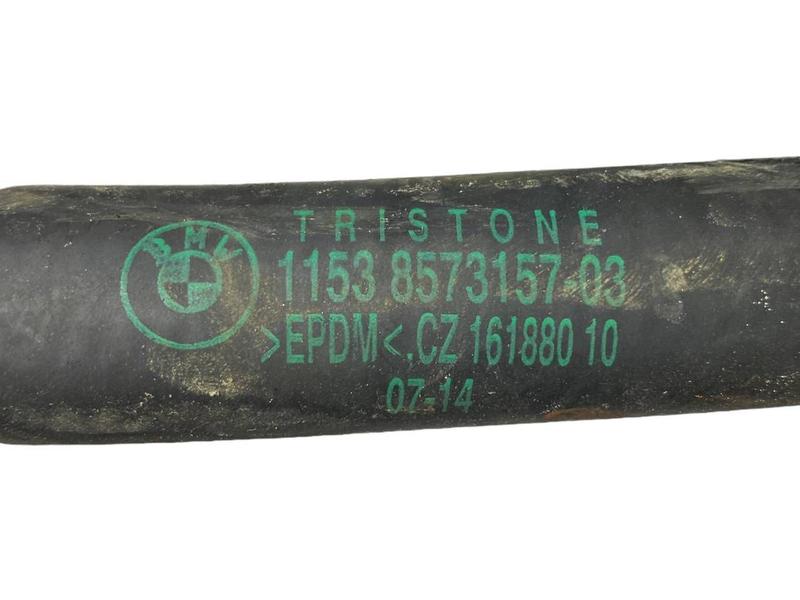 BMW
TRISTONE
1153 8573157-03
>EPDM<.CZ 161880 10
07-14